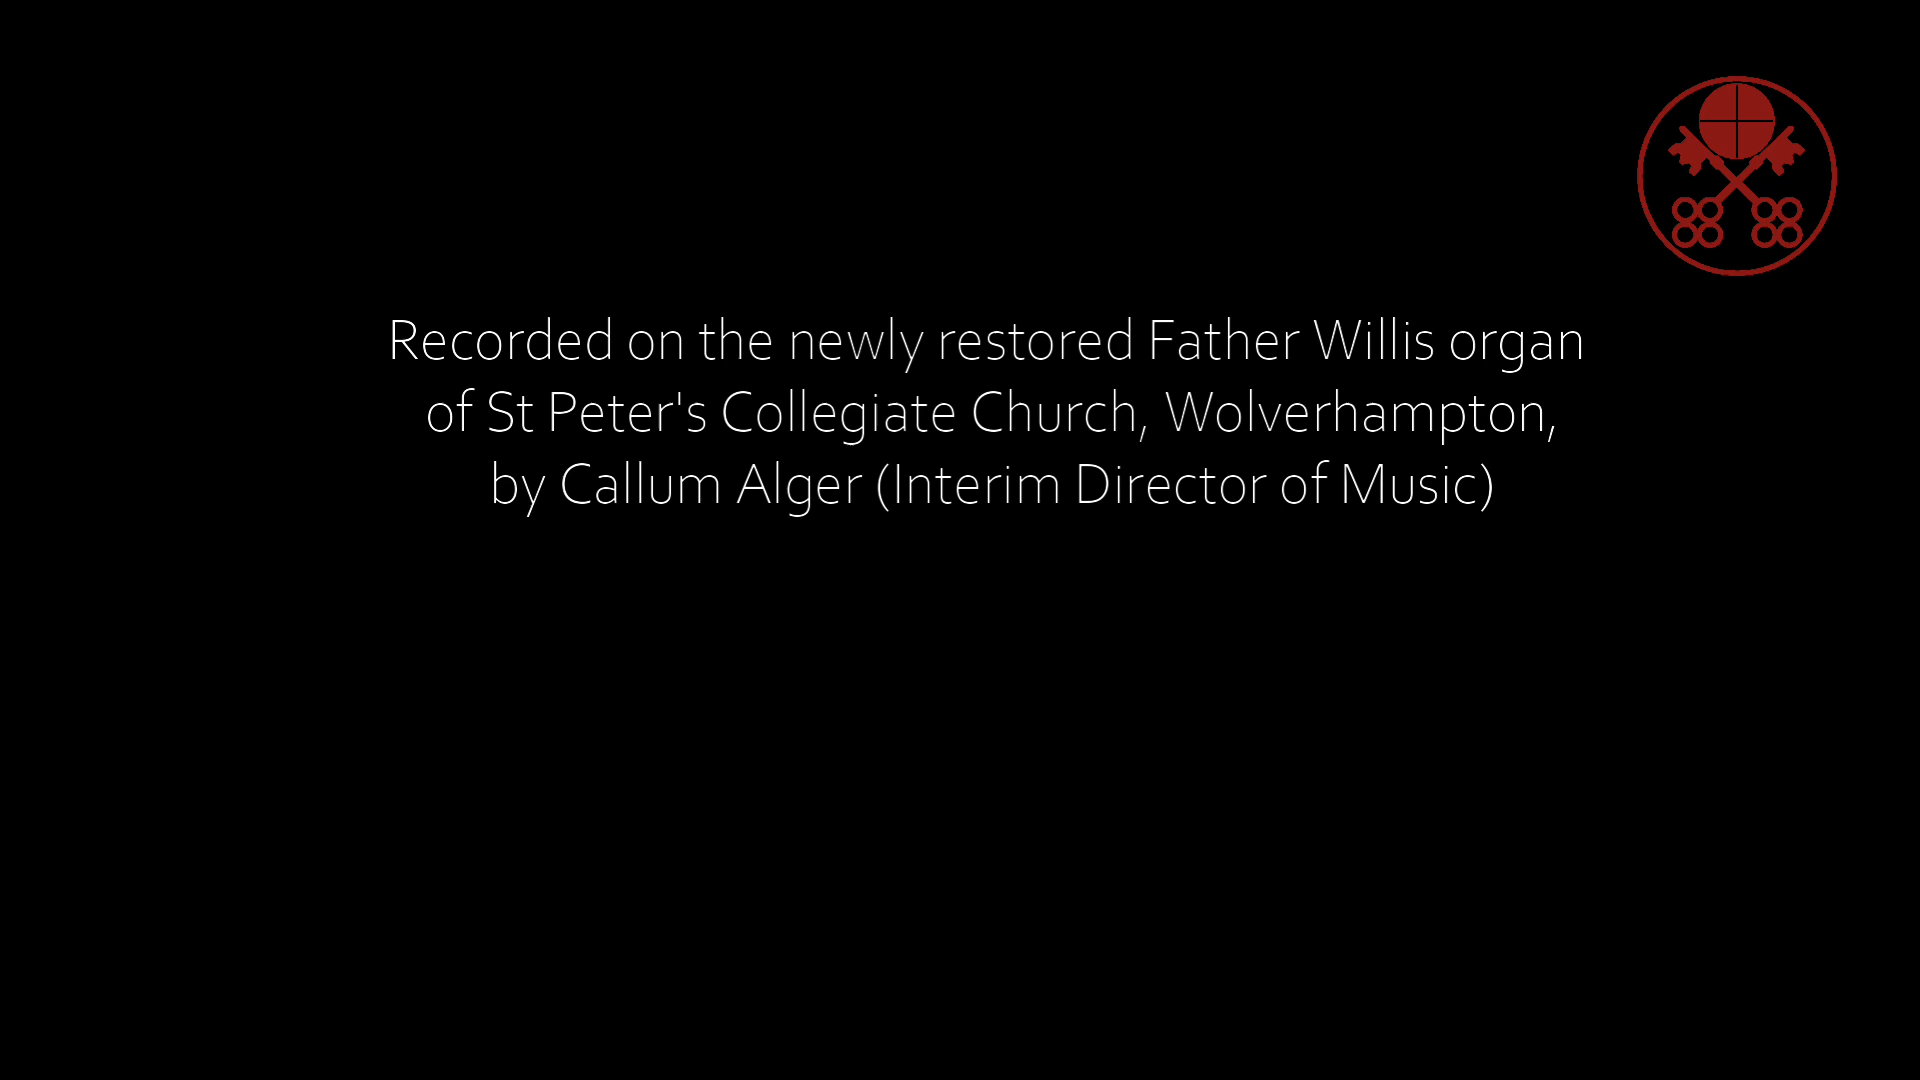 Recorded on the newly restored Father Willis organ
of St Peter's Collegiate Church, Wolverhampton,
by Callum Alger (Interim Director of Music)